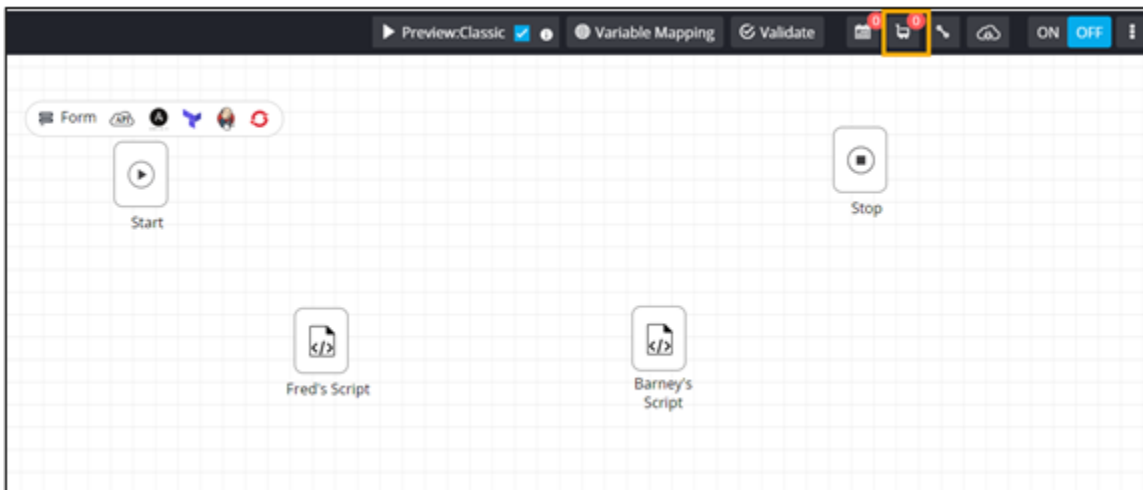 Preview:Classic
Variable Mapping
Validate
0
0
ON
OFF
Form
API
A
Start
Stop
</>
Fred's Script
</>
Barney's
Script